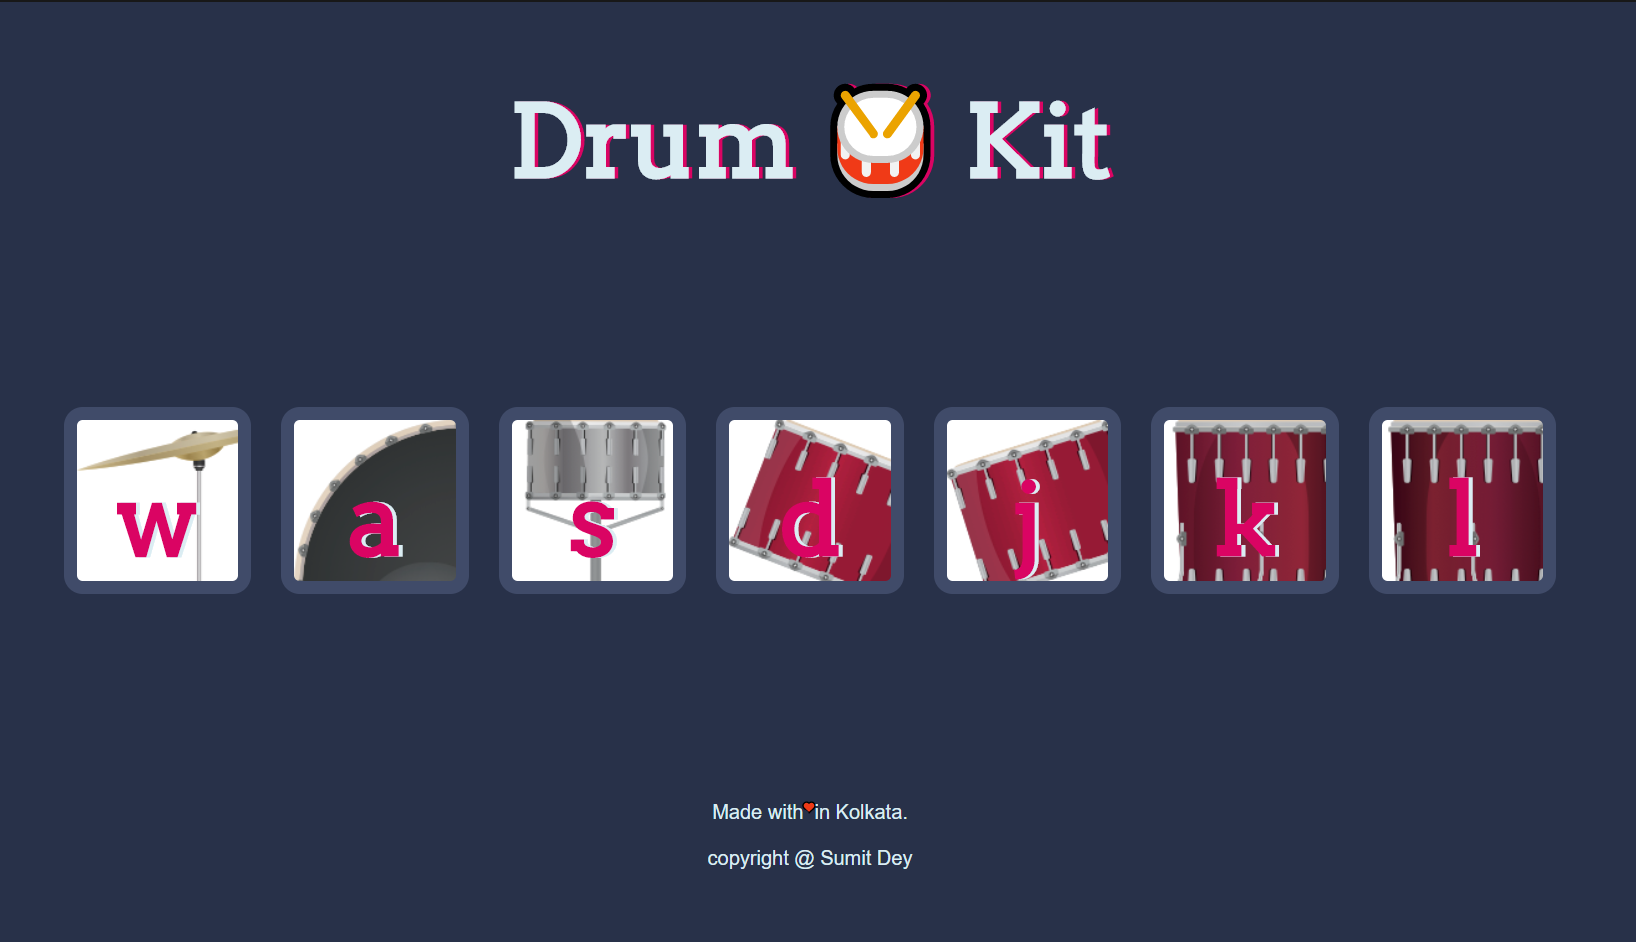 Drum 🥁 Kit
w a s d j k l
Made with❤in Kolkata.
copyright @ Sumit Dey